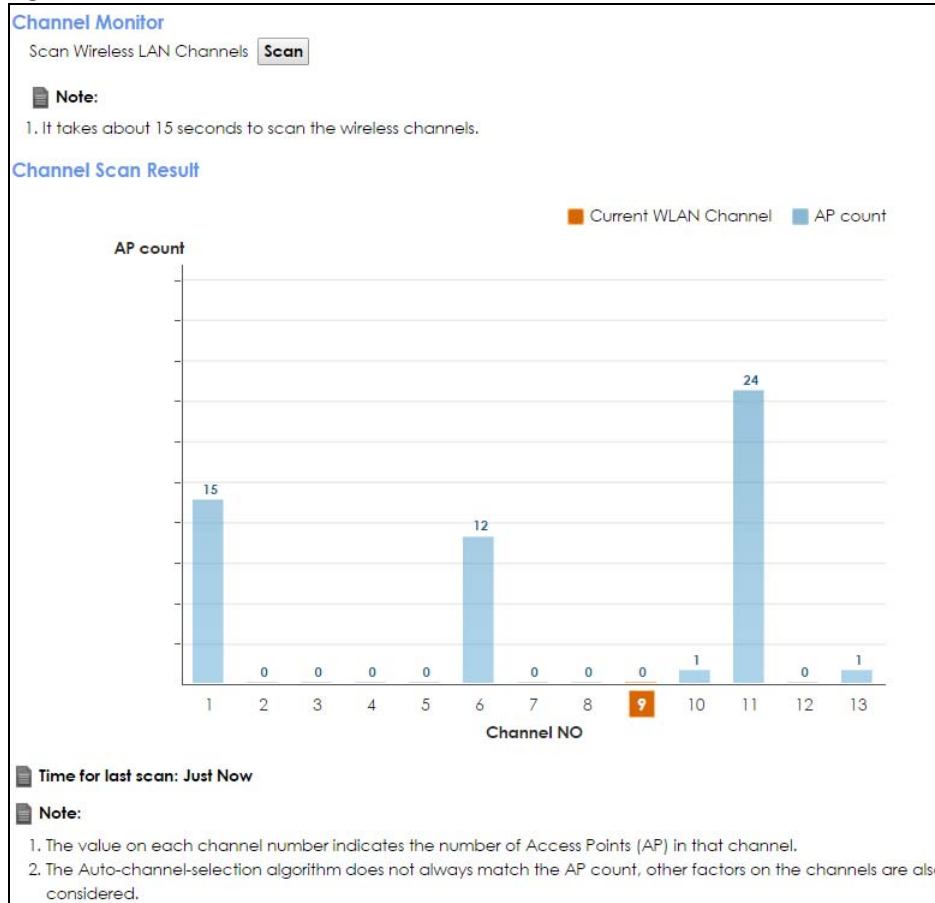 Channel Monitor
Scan Wireless LAN Channels Scan
Note:
1. It takes about 15 seconds to scan the wireless channels.
Channel Scan Result
Current WLAN Channel AP count
AP count
24
15
12
1 1
0 0 0 0 0 0 0 0
1 2 3 4 5 6 7 8 9 10 11 12 13
Channel NO
Time for last scan: Just Now
Note:
1. The value on each channel number indicates the number of Access Points (AP) in that channel.
2. The Auto-channel-selection algorithm does not always match the AP count, other factors on the channels are als
considered.